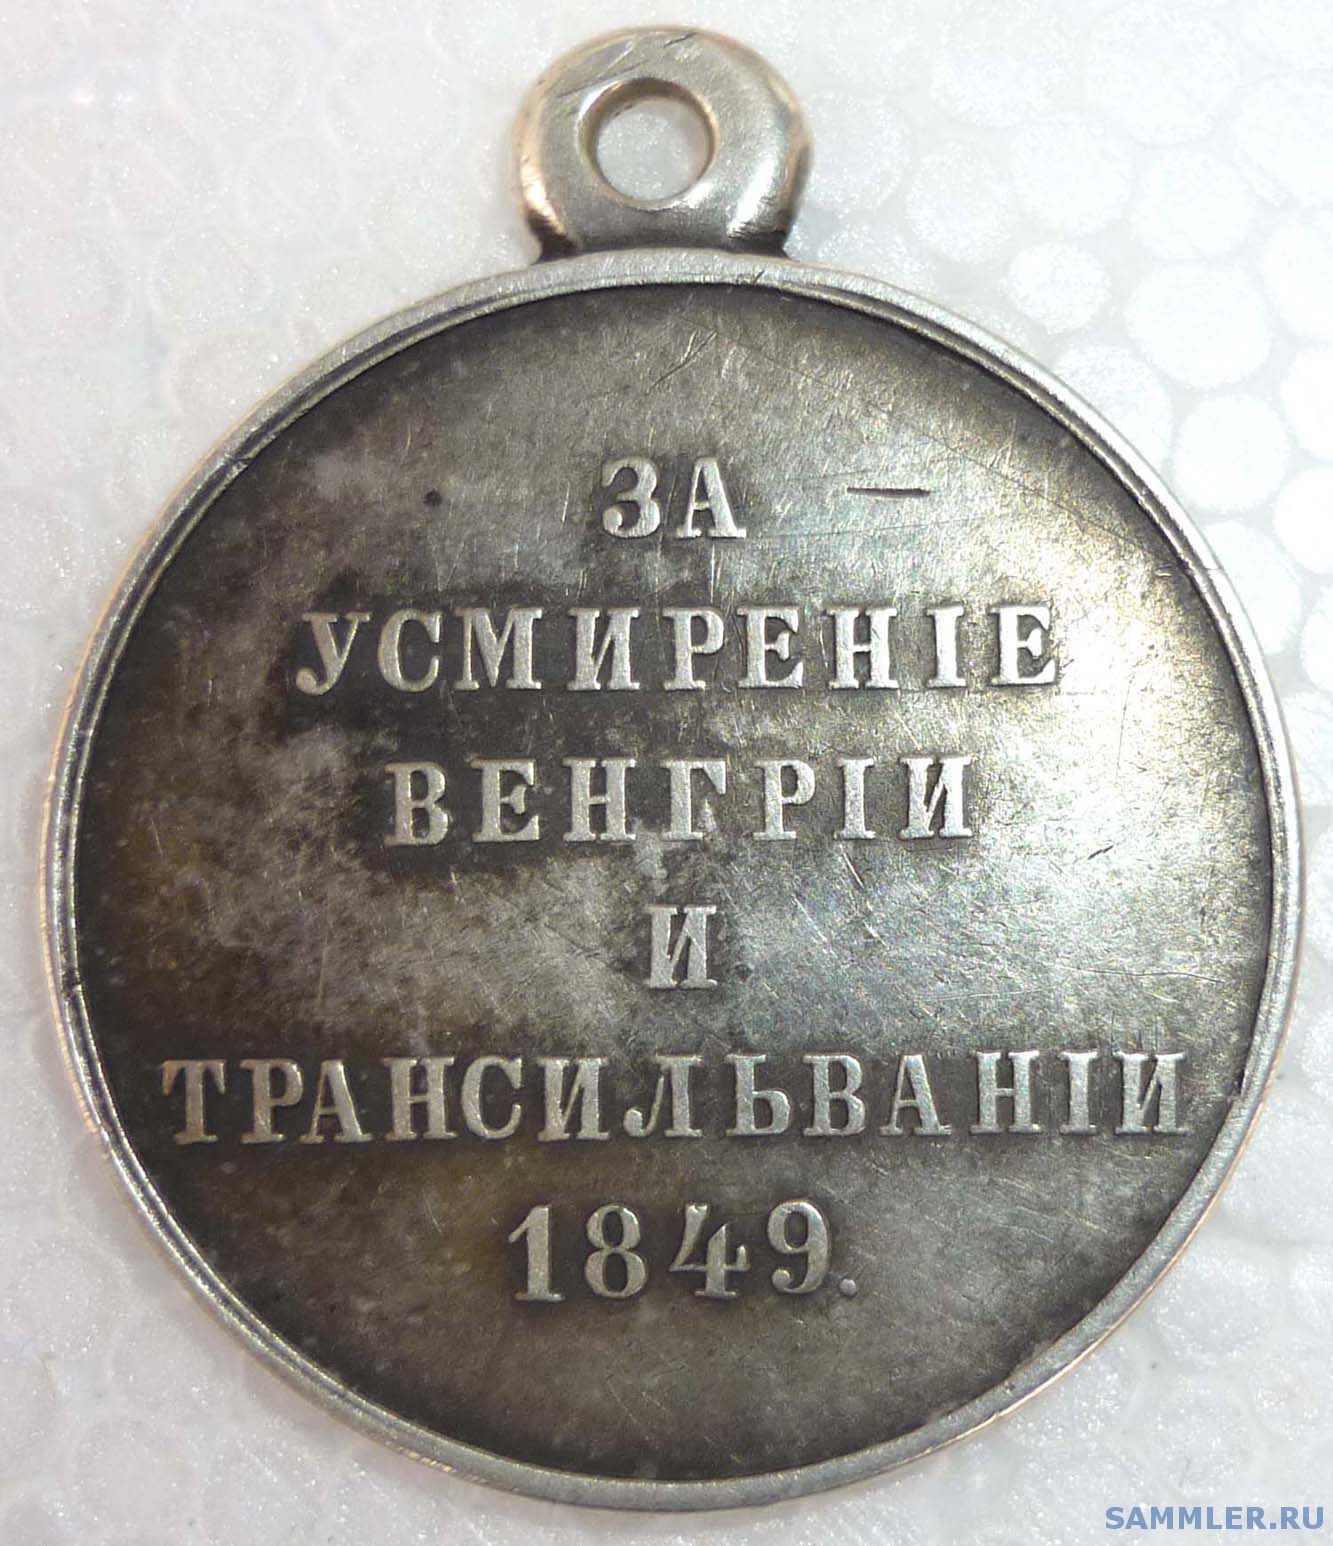 ЗА
УСМИРЕНІЕ
ВЕНГРІИ
И
ТРАНСИЛЬВАНІИ
1849.
SAMMLER.RU